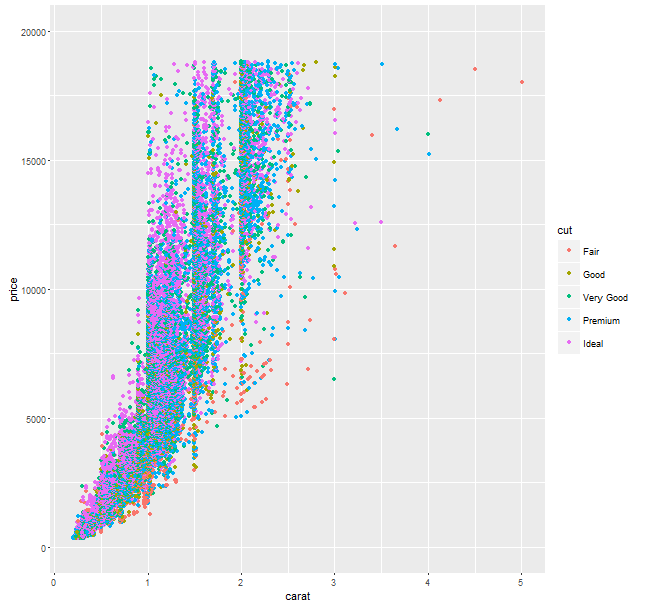 20000
15000
10000
5000
0
price
0 1 2 3 4 5
carat
cut
Fair
Good
Very Good
Premium
Ideal